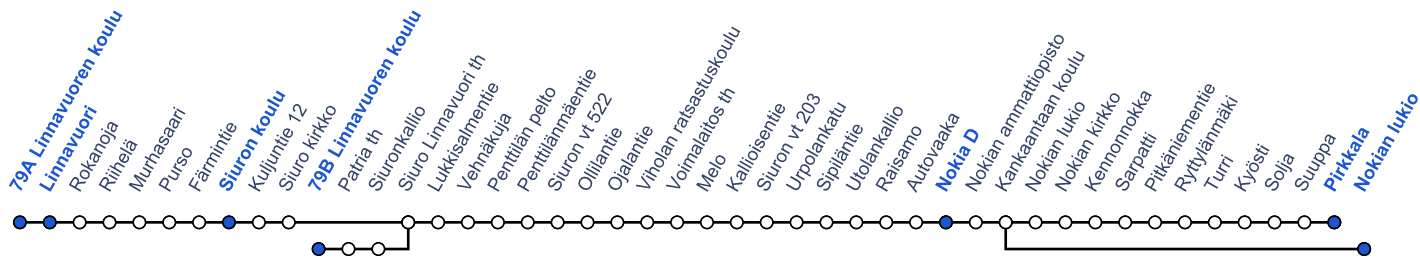 79A Linnavuoren koulu
Linnavuori
Rokanoja
Riihelä
Murhasaari
Purso
Färmintie
Siuron koulu
Kuljuntie 12
Siuro kirkko
79B Linnavuoren koulu
Patria th
Siuronkallio
Siuro Linnavuori th
Lukkisalmentie
Vehnäkuja
Penttilän pelto
Penttilänmäentie
Siuron vt 522
Ollilantie
Ojalantie
Viholan ratsastuskoulu
Voimalaitos th
Melo
Kallioisentie
Siuron vt 203
Urpolankatu
Sipiläntie
Utolankallio
Raisamo
Autovaaka
Nokia D
Nokian ammattiopisto
Kankaantaan koulu
Nokian lukio
Nokian kirkko
Kennonnokka
Sarpatti
Pitkäniementie
Ryttylänmäki
Turri
Kyösti
Solja
Suuppa
Pirkkala
Nokian lukio